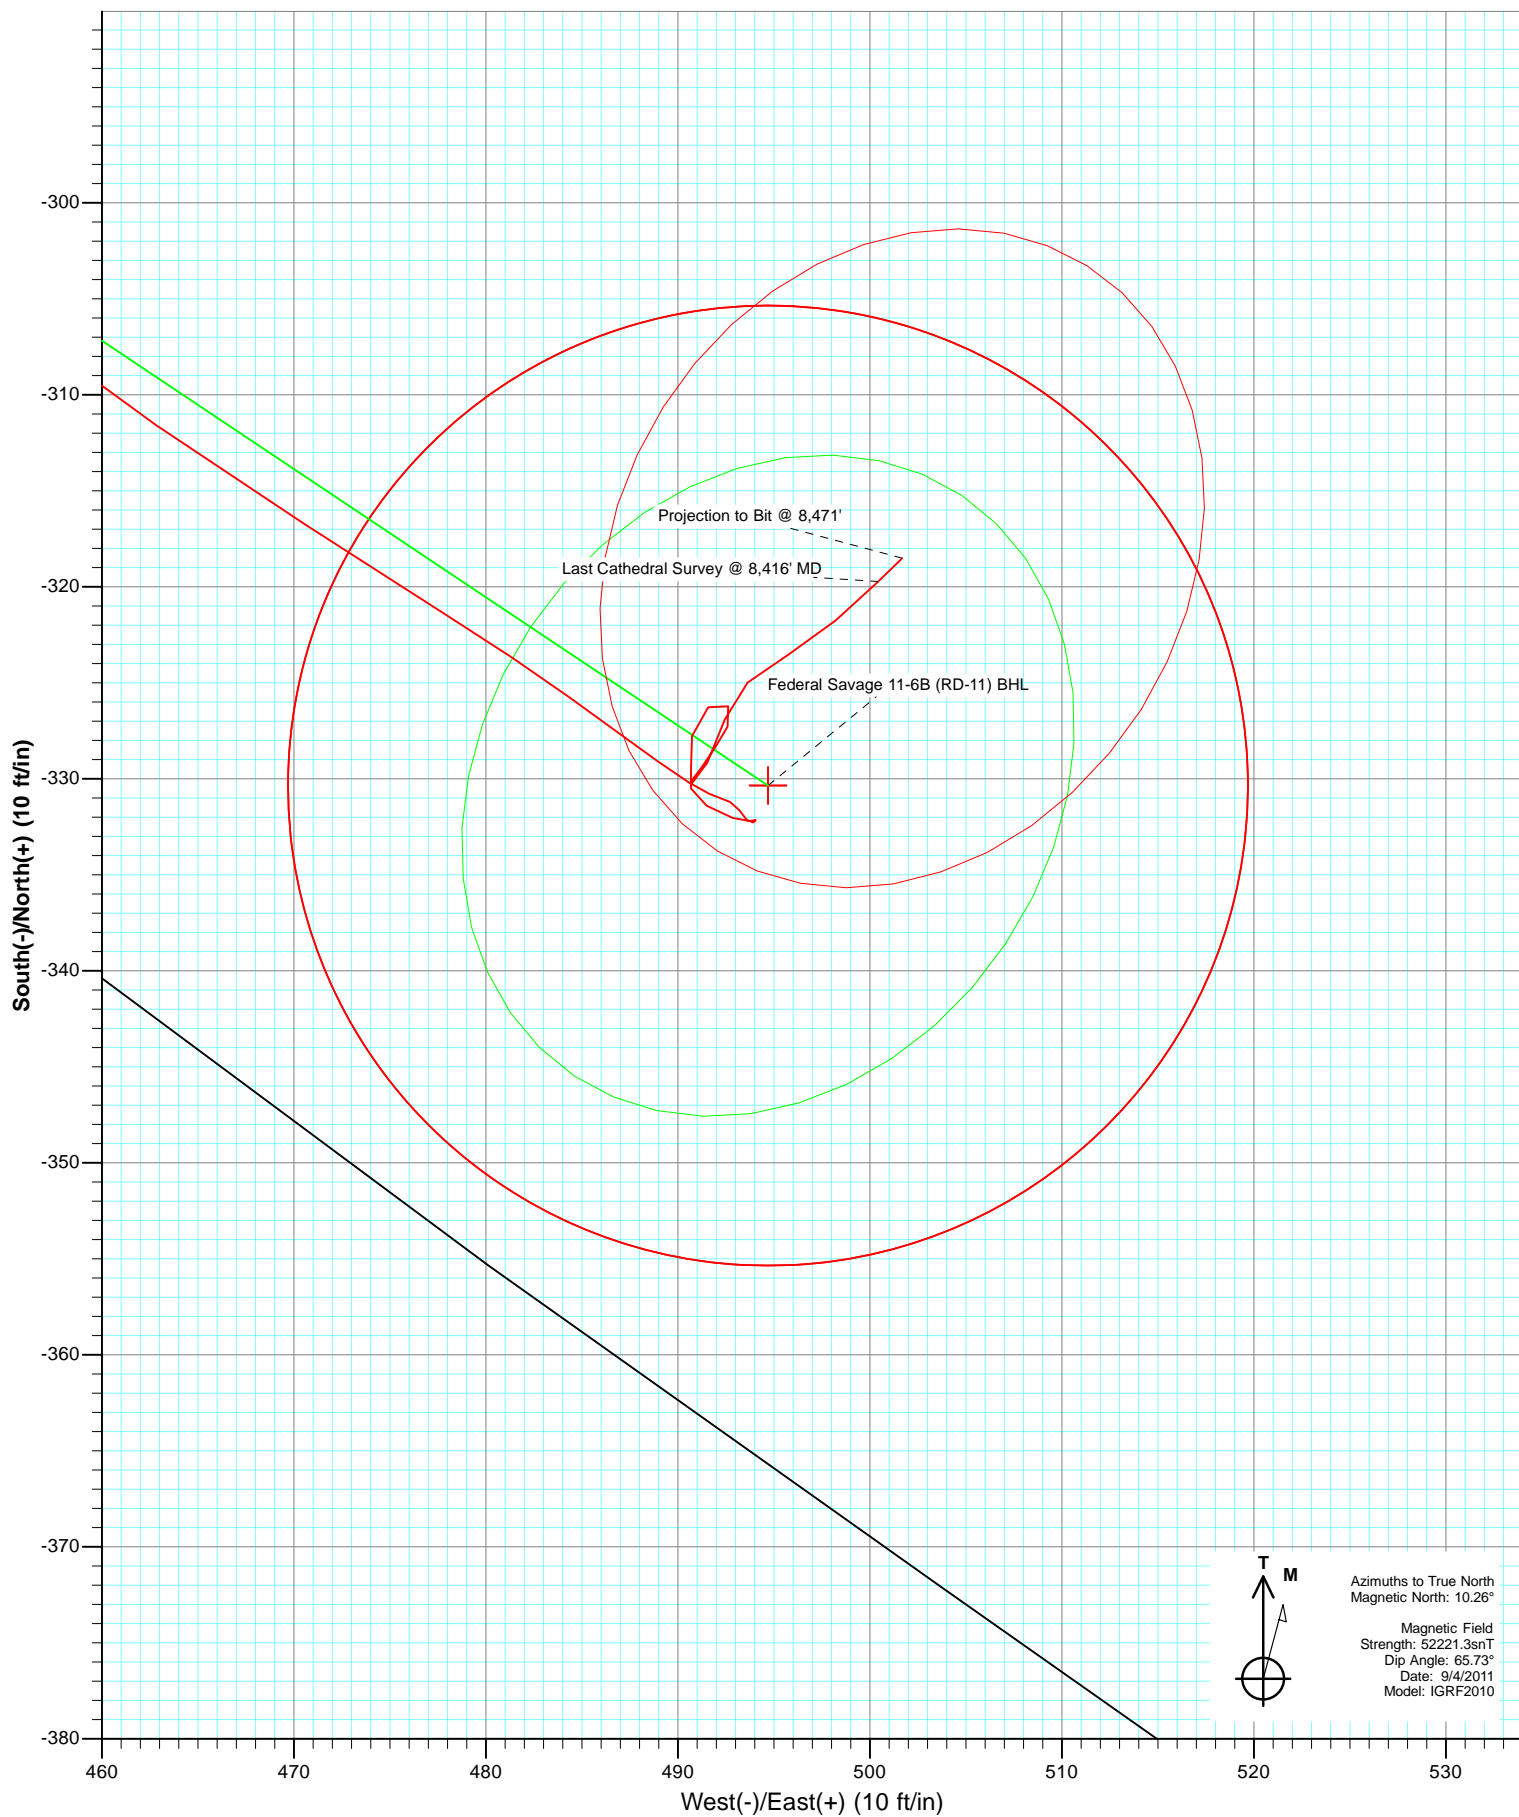 -300
-310
-320
-330
-340
-350
-360
-370
-380
South(-)/North(+) (10 ft/in)
Projection to Bit @ 8,471'
Last Cathedral Survey @ 8,416' MD
Federal Savage 11-6B (RD-11) BHL
T
M
Azimuths to True North
Magnetic North: 10.26°
Magnetic Field
Strength: 52221.3snT
Dip Angle: 65.73°
Date: 9/4/2011
Model: IGRF2010
460
470
480
490
500
510
520
530
West(-)/East(+) (10 ft/in)